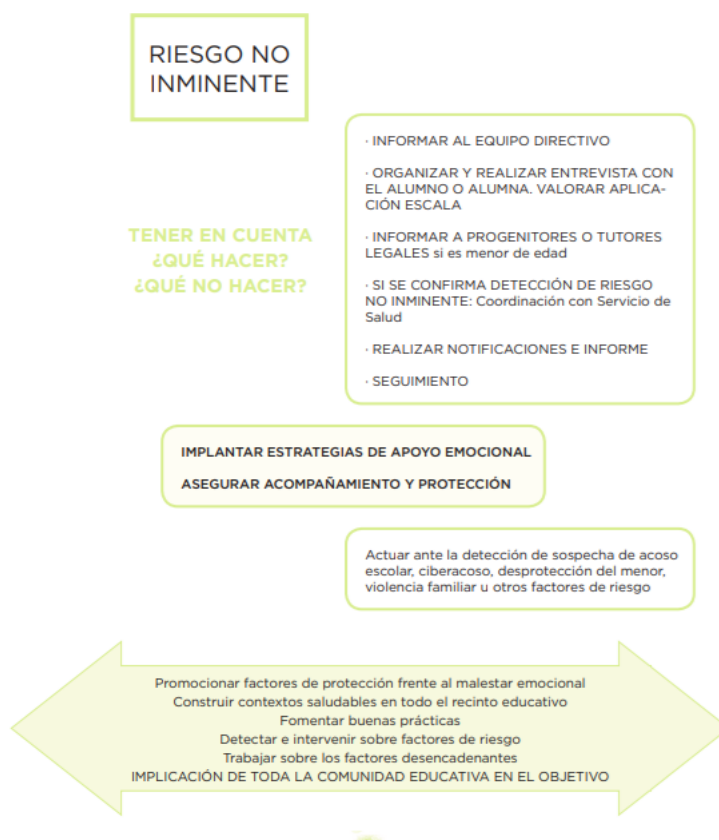 RIESGO NO
INMINENTE
· INFORMAR AL EQUIPO DIRECTIVO
· ORGANIZAR Y REALIZAR ENTREVISTA CON
EL ALUMNO O ALUMNA. VALORAR APLICA-
CIÓN ESCALA
· INFORMAR A PROGENITORES O TUTORES
LEGALES si es menor de edad
· SI SE CONFIRMA DETECCIÓN DE RIESGO
NO INMINENTE: Coordinación con Servicio de
Salud
· REALIZAR NOTIFICACIONES E INFORME
· SEGUIMIENTO
TENER EN CUENTA
¿QUÉ HACER?
¿QUÉ NO HACER?
IMPLANTAR ESTRATEGIAS DE APOYO EMOCIONAL
ASEGURAR ACOMPAÑAMIENTO Y PROTECCIÓN
Actuar ante la detección de sospecha de acoso
escolar, ciberacoso, desprotección del menor,
violencia familiar u otros factores de riesgo
Promocionar factores de protección frente al malestar emocional
Construir contextos saludables en todo el recinto educativo
Fomentar buenas prácticas
Detectar e intervenir sobre factores de riesgo
Trabajar sobre los factores desencadenantes
IMPLICACIÓN DE TODA LA COMUNIDAD EDUCATIVA EN EL OBJETIVO